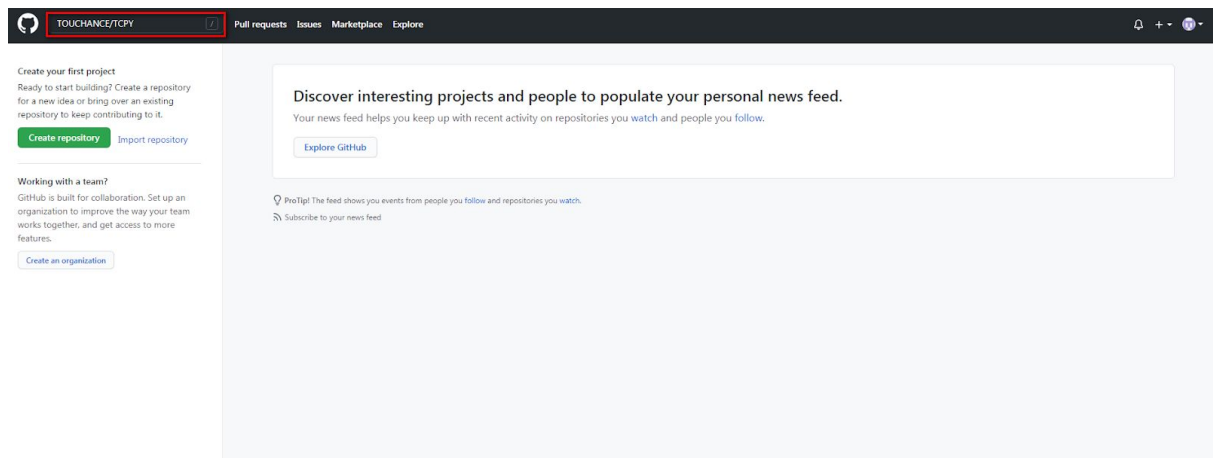 TOUCHANCE/TCPY
/
Pull requests Issues Marketplace Explore
Create your first project
Ready to start building? Create a repository
for a new idea or bring over an existing
repository to keep contributing to it.
Create repository Import repository
Working with a team?
GitHub is built for collaboration. Set up an
organization to improve the way your team
works together, and get access to more
features.
Create an organization
Discover interesting projects and people to populate your personal news feed.
Your news feed helps you keep up with recent activity on repositories you watch and people you follow.
Explore GitHub
ProTip! The feed shows you events from people you follow and repositories you watch.
Subscribe to your news feed